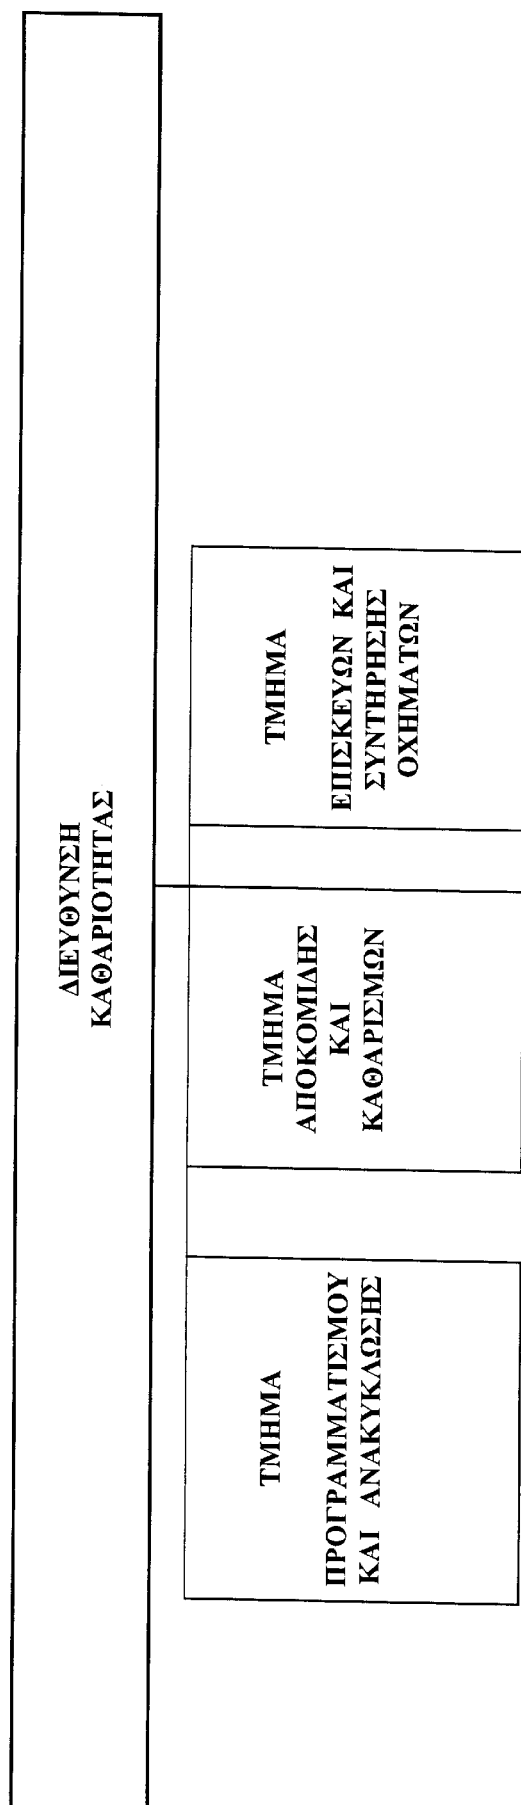 ΔΙΕΥΘΥΝΣΗ
ΚΑΘΑΡΙΟΤΗΤΑΣ
ΤΜΗΜΑ
ΠΡΟΓΡΑΜΜΑΤΙΣΜΟΥ
ΚΑΙ ΑΝΑΚΥΚΛΩΣΗΣ
ΤΜΗΜΑ
ΑΠΟΚΟΜΙΔΗΣ
ΚΑΙ
ΚΑΘΑΡΙΣΜΩΝ
ΤΜΗΜΑ
ΕΠΙΣΚΕΥΩΝ ΚΑΙ
ΣΥΝΤΗΡΗΣΗΣ
ΟΧΗΜΑΤΩΝ